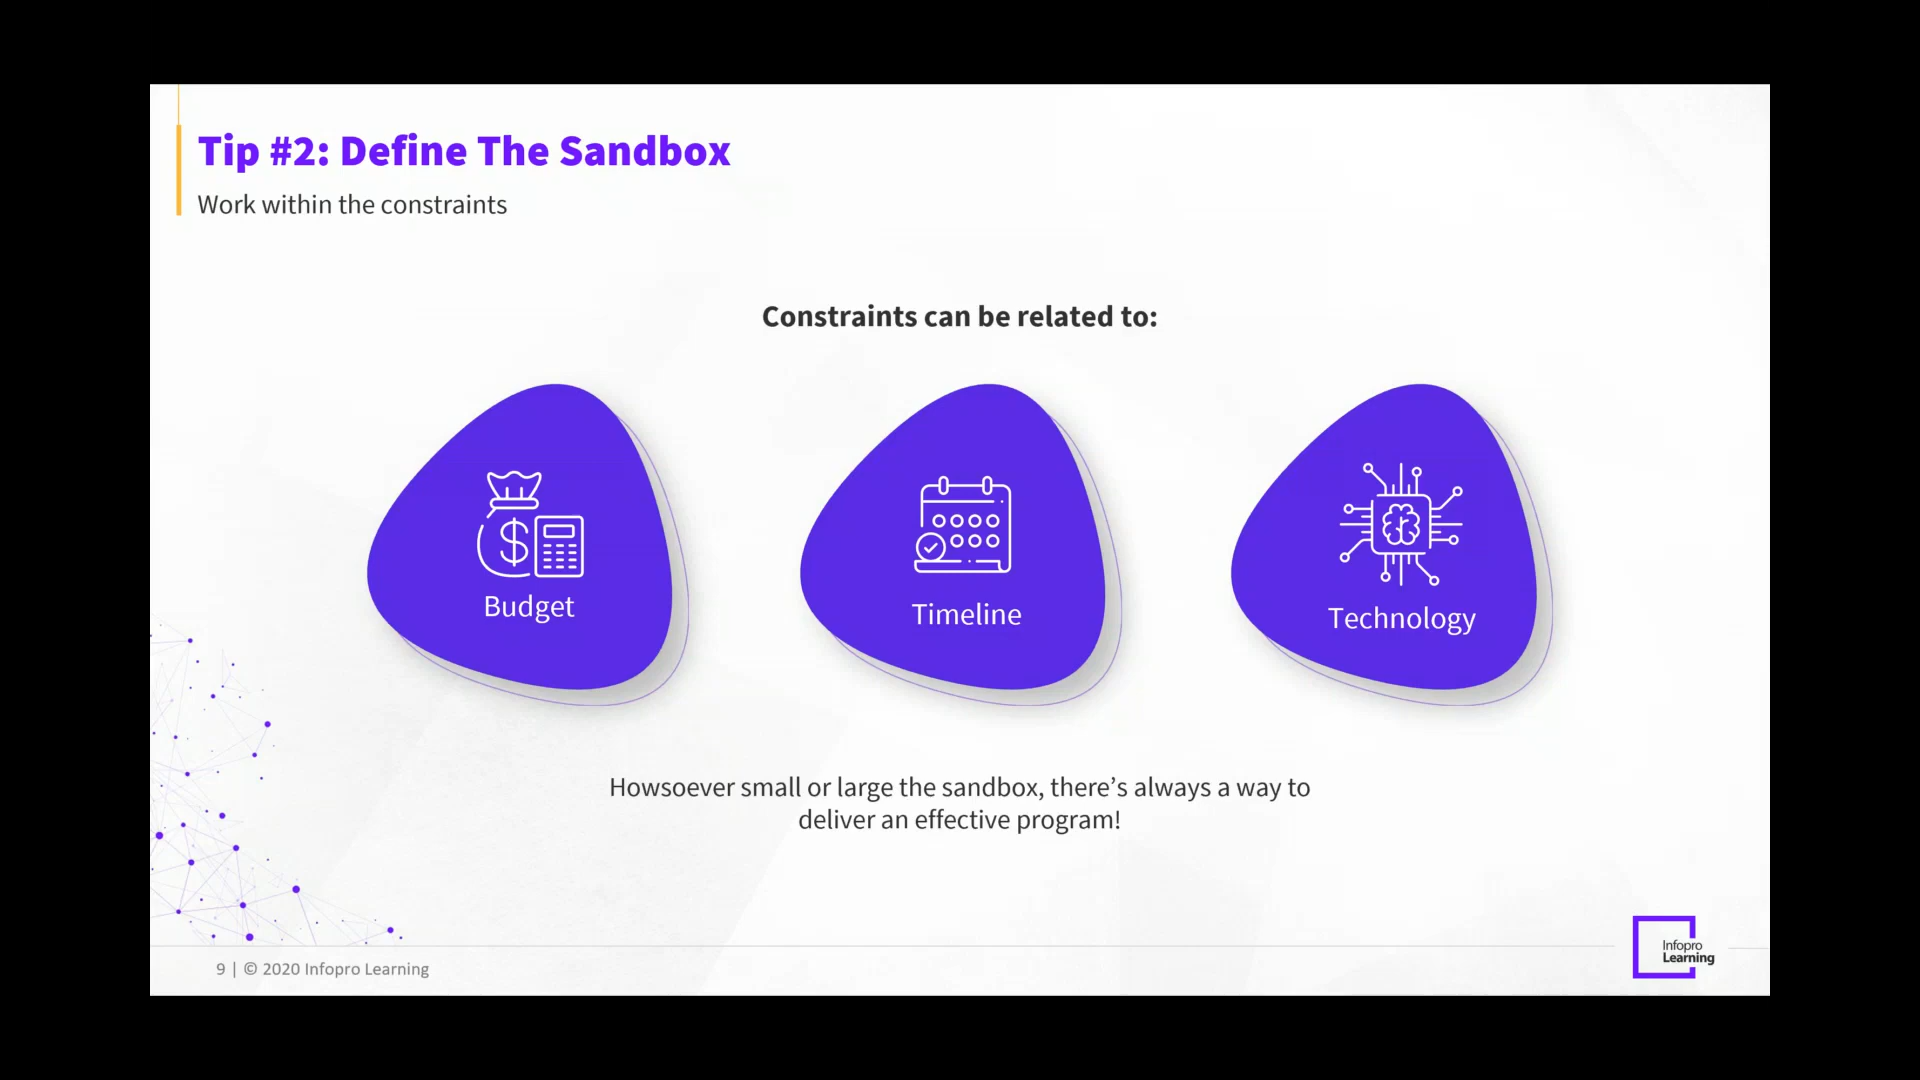 Tip #2: Define The Sandbox
Work within the constraints
Constraints can be related to:
Budget
Timeline
Technology
Howsoever small or large the sandbox, there’s always a way to
deliver an effective program!
9 | © 2020 Infopro Learning
Infopro
Learning